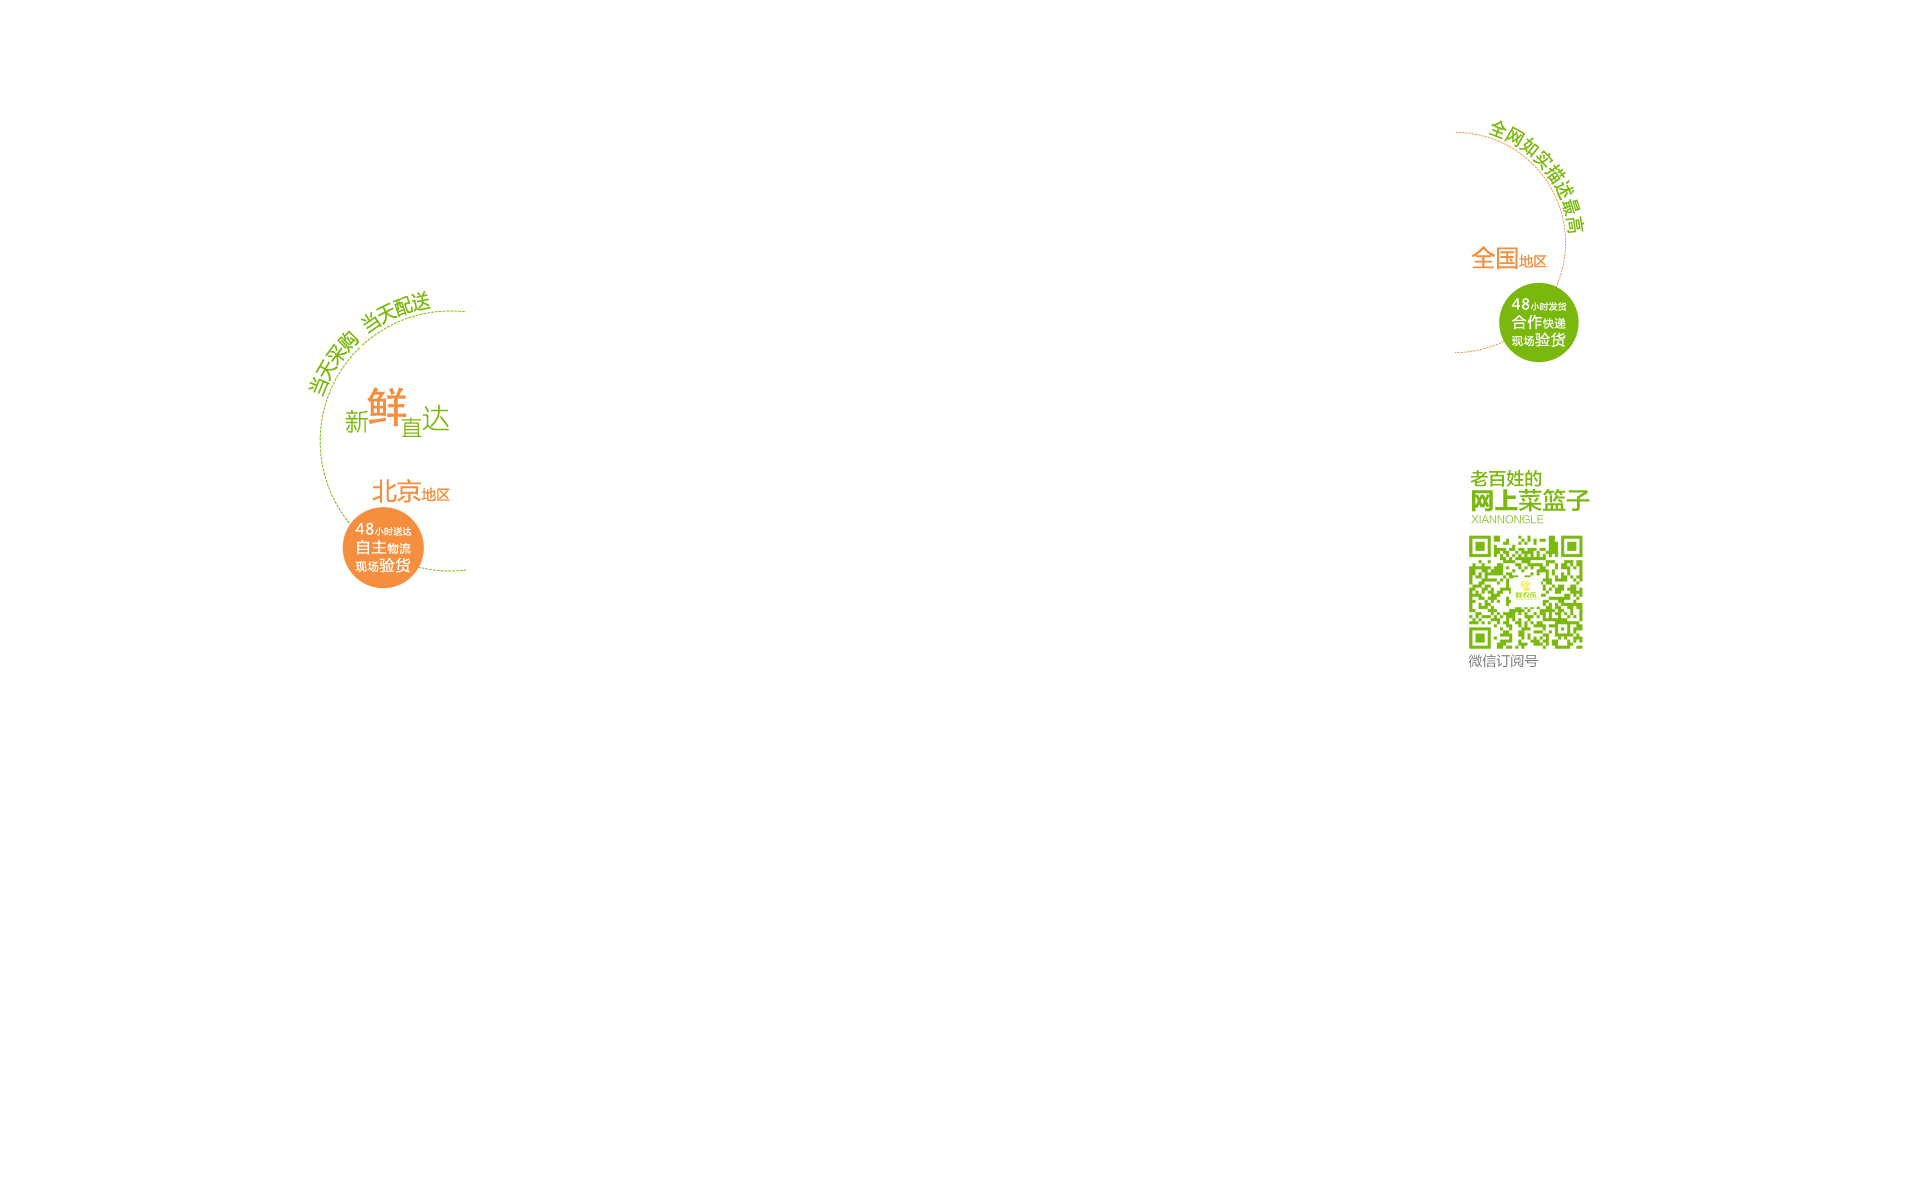 当天采购 当天配送
新鲜直达
北京地区
48小时送达
自主物流
现场验货
全网如实描述最高
全国地区
48小时发货
合作快递
现场验货
老百姓的
网上菜篮子
XIANNONGLE
鲜农乐
微信订阅号